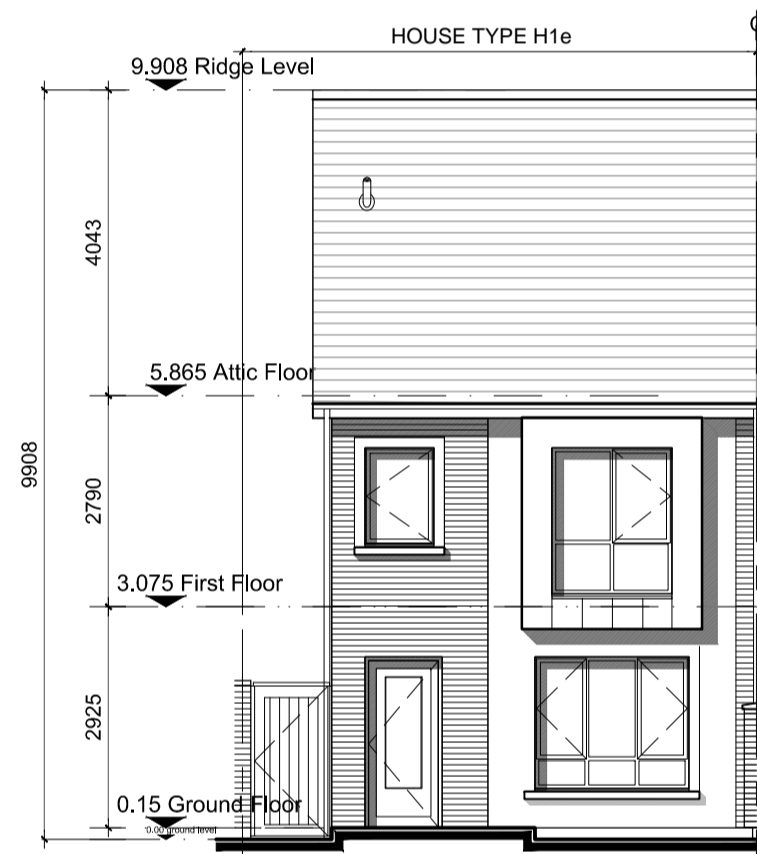 HOUSE TYPE H1e
9.908 Ridge Level
4043
5.865 Attic Floor
9908
2790
3.075 First Floor
2925
0.15 Ground Floor
0.00 ground level